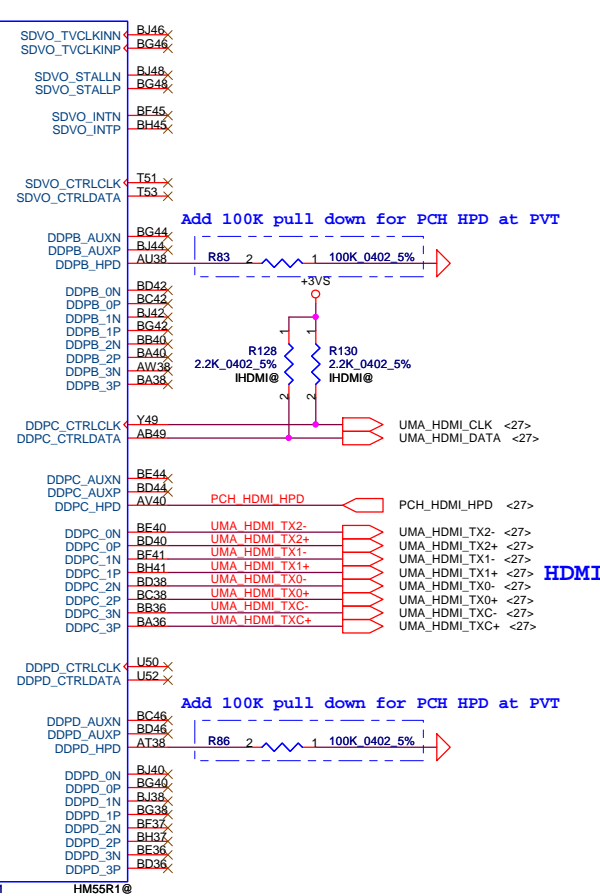 SDVO_TVCLKINN BJ46
SDVO_TVCLKINP BG46
SDVO_STALLN BJ48
SDVO_STALLP BG48
SDVO_INTN BF45
SDVO_INTP BH45
SDVO_CTRLCLK T51
SDVO_CTRLDATA T53
Add 100K pull down for PCH HPD at PVT
DDPB_AUXN BG44
DDPB_AUXP BJ44
DDPB_HPD AU38 R83 2 1 100K_0402_5%
+3VS
DDPB_0N BD42
DDPB_0P BC42
DDPB_1N BJ42
DDPB_1P BG42
DDPB_2N BB40
DDPB_2P BA40
DDPB_3N AW38
DDPB_3P BA38
1 1
R128 R130
2.2K_0402_5% 2.2K_0402_5%
IHDMI@ IHDMI@
2 2
DDPC_CTRLCLK Y49 UMA_HDMI_CLK <27>
DDPC_CTRLDATA AB49 UMA_HDMI_DATA <27>
DDPC_AUXN BE44
DDPC_AUXP BD44
DDPC_HPD AV40 PCH_HDMI_HPD PCH_HDMI_HPD <27>
DDPC_0N BE40 UMA_HDMI_TX2- UMA_HDMI_TX2- <27>
DDPC_0P BD40 UMA_HDMI_TX2+ UMA_HDMI_TX2+ <27>
DDPC_1N BF41 UMA_HDMI_TX1- UMA_HDMI_TX1- <27>
DDPC_1P BH41 UMA_HDMI_TX1+ UMA_HDMI_TX1+ <27> HDMI
DDPC_2N BD38 UMA_HDMI_TX0- UMA_HDMI_TX0- <27>
DDPC_2P BC38 UMA_HDMI_TX0+ UMA_HDMI_TX0+ <27>
DDPC_3N BB36 UMA_HDMI_TXC- UMA_HDMI_TXC- <27>
DDPC_3P BA36 UMA_HDMI_TXC+ UMA_HDMI_TXC+ <27>
DDPD_CTRLCLK U50
DDPD_CTRLDATA U52
Add 100K pull down for PCH HPD at PVT
DDPD_AUXN BC46
DDPD_AUXP BD46
DDPD_HPD AT38 R86 2 1 100K_0402_5%
DDPD_0N BJ40
DDPD_0P BG40
DDPD_1N BJ38
DDPD_1P BG38
DDPD_2N BF37
DDPD_2P BH37
DDPD_3N BE36
DDPD_3P BD36
HM55R1@